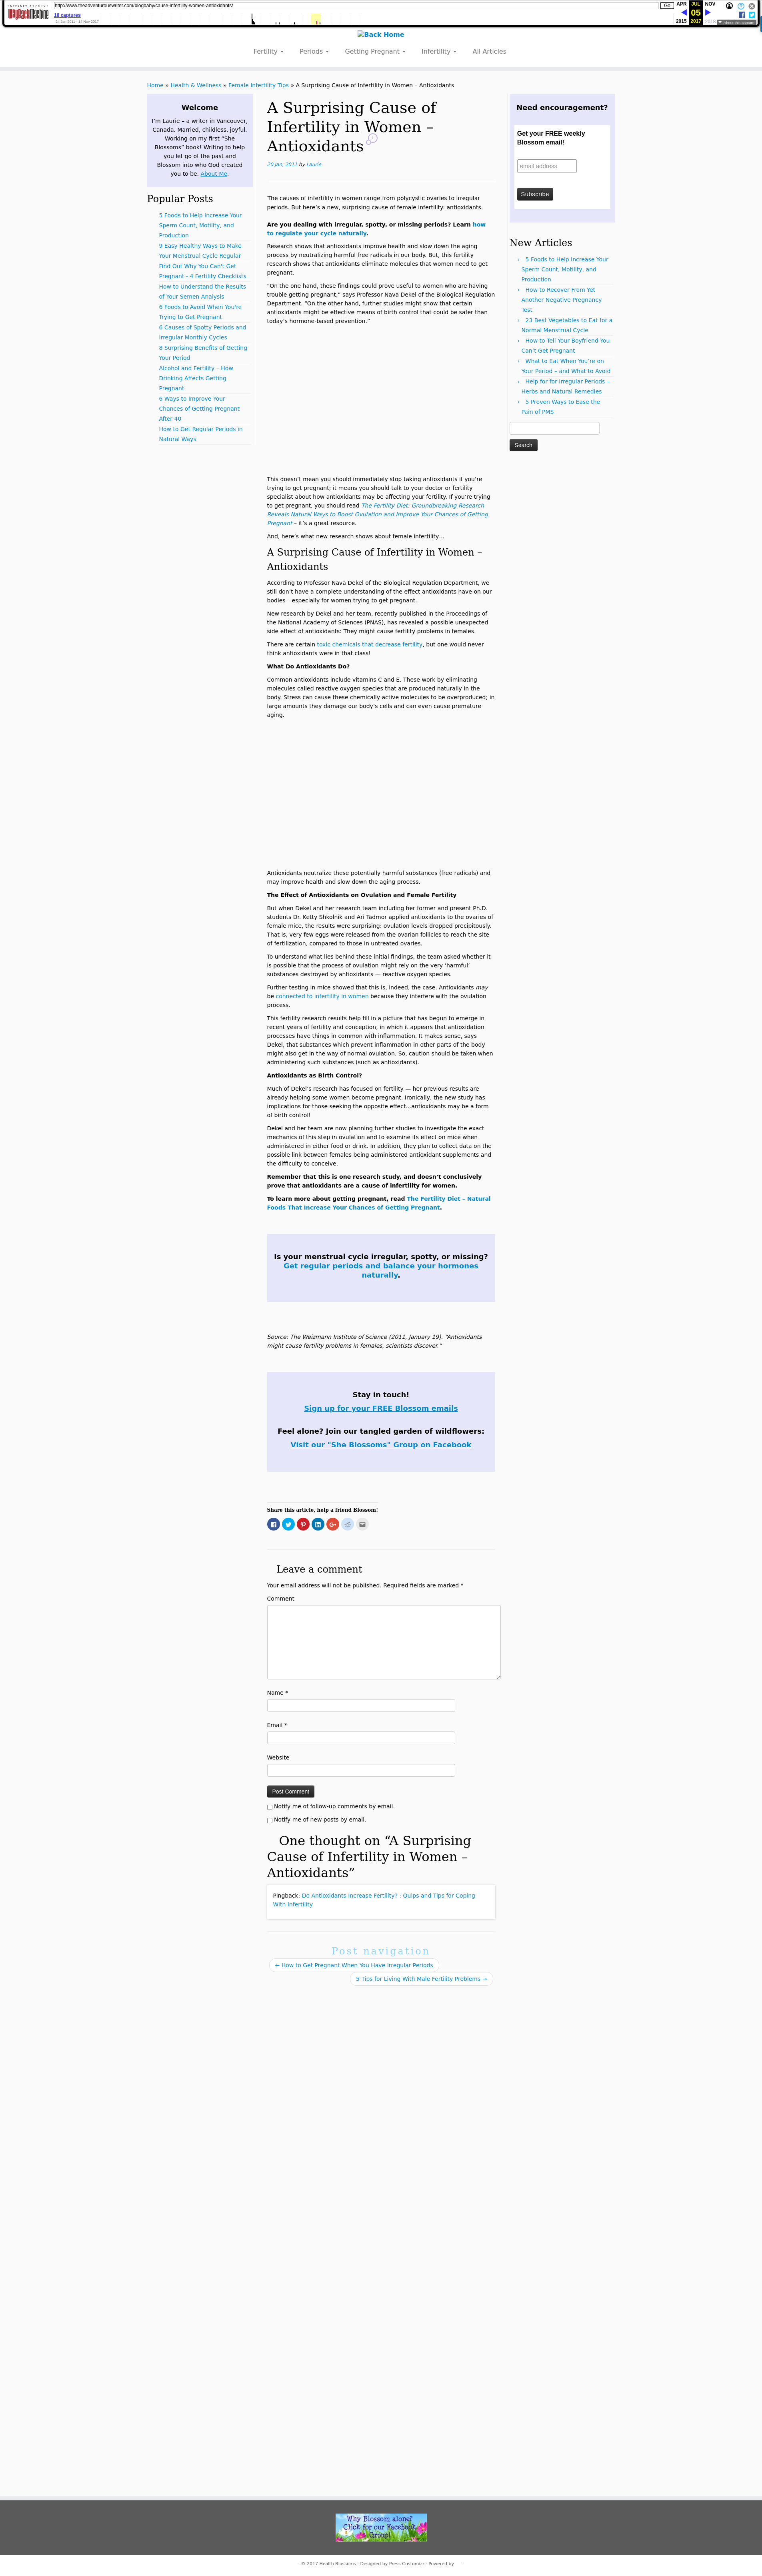 INTERNET ARCHIVE
WayBackMachine
http://www.theadventurouswriter.com/blogbaby/cause-infertility-women-antioxidants/
Go
APR JUL NOV
05
2015 2017
18 captures
About this capture
Back Home
Fertility Periods Getting Pregnant Infertility All Articles
Home » Health & Wellness » Female Infertility Tips » A Surprising Cause of Infertility in Women – Antioxidants
Welcome
I’m Laurie – a writer in Vancouver,
Canada. Married, childless, joyful.
Working on my first “She
Blossoms” book! Writing to help
you let go of the past and
Blossom into who God created
you to be. About Me.
Popular Posts
5 Foods to Help Increase Your
Sperm Count, Motility, and
Production
9 Easy Healthy Ways to Make
Your Menstrual Cycle Regular
Find Out Why You Can't Get
Pregnant - 4 Fertility Checklists
How to Understand the Results
of Your Semen Analysis
6 Foods to Avoid When You're
Trying to Get Pregnant
6 Causes of Spotty Periods and
Irregular Monthly Cycles
8 Surprising Benefits of Getting
Your Period
Alcohol and Fertility – How
Drinking Affects Getting
Pregnant
6 Ways to Improve Your
Chances of Getting Pregnant
After 40
How to Get Regular Periods in
Natural Ways
A Surprising Cause of
Infertility in Women –
Antioxidants
20 Jan, 2011 by Laurie
The causes of infertility in women range from polycystic ovaries to irregular
periods. But here’s a new, surprising cause of female infertility: antioxidants.
Are you dealing with irregular, spotty, or missing periods? Learn how
to regulate your cycle naturally.
Research shows that antioxidants improve health and slow down the aging
process by neutralizing harmful free radicals in our body. But, this fertility
research shows that antioxidants eliminate molecules that women need to get
pregnant.
“On the one hand, these findings could prove useful to women who are having
trouble getting pregnant,” says Professor Nava Dekel of the Biological Regulation
Department. “On the other hand, further studies might show that certain
antioxidants might be effective means of birth control that could be safer than
today’s hormone-based prevention.”
This doesn’t mean you should immediately stop taking antioxidants if you’re
trying to get pregnant; it means you should talk to your doctor or fertility
specialist about how antioxidants may be affecting your fertility. If you’re trying
to get pregnant, you should read The Fertility Diet: Groundbreaking Research
Reveals Natural Ways to Boost Ovulation and Improve Your Chances of Getting
Pregnant – it’s a great resource.
And, here’s what new research shows about female infertility…
A Surprising Cause of Infertility in Women –
Antioxidants
According to Professor Nava Dekel of the Biological Regulation Department, we
still don’t have a complete understanding of the effect antioxidants have on our
bodies – especially for women trying to get pregnant.
New research by Dekel and her team, recently published in the Proceedings of
the National Academy of Sciences (PNAS), has revealed a possible unexpected
side effect of antioxidants: They might cause fertility problems in females.
There are certain toxic chemicals that decrease fertility, but one would never
think antioxidants were in that class!
What Do Antioxidants Do?
Common antioxidants include vitamins C and E. These work by eliminating
molecules called reactive oxygen species that are produced naturally in the
body. Stress can cause these chemically active molecules to be overproduced; in
large amounts they damage our body’s cells and can even cause premature
aging.
Antioxidants neutralize these potentially harmful substances (free radicals) and
may improve health and slow down the aging process.
The Effect of Antioxidants on Ovulation and Female Fertility
But when Dekel and her research team including her former and present Ph.D.
students Dr. Ketty Shkolnik and Ari Tadmor applied antioxidants to the ovaries of
female mice, the results were surprising: ovulation levels dropped precipitously.
That is, very few eggs were released from the ovarian follicles to reach the site
of fertilization, compared to those in untreated ovaries.
To understand what lies behind these initial findings, the team asked whether it
is possible that the process of ovulation might rely on the very ‘harmful’
substances destroyed by antioxidants — reactive oxygen species.
Further testing in mice showed that this is, indeed, the case. Antioxidants may
be connected to infertility in women because they interfere with the ovulation
process.
This fertility research results help fill in a picture that has begun to emerge in
recent years of fertility and conception, in which it appears that antioxidation
processes have things in common with inflammation. It makes sense, says
Dekel, that substances which prevent inflammation in other parts of the body
might also get in the way of normal ovulation. So, caution should be taken when
administering such substances (such as antioxidants).
Antioxidants as Birth Control?
Much of Dekel’s research has focused on fertility — her previous results are
already helping some women become pregnant. Ironically, the new study has
implications for those seeking the opposite effect…antioxidants may be a form
of birth control!
Dekel and her team are now planning further studies to investigate the exact
mechanics of this step in ovulation and to examine its effect on mice when
administered in either food or drink. In addition, they plan to collect data on the
possible link between females being administered antioxidant supplements and
the difficulty to conceive.
Remember that this is one research study, and doesn’t conclusively
prove that antioxidants are a cause of infertility for women.
To learn more about getting pregnant, read The Fertility Diet – Natural
Foods That Increase Your Chances of Getting Pregnant.
Is your menstrual cycle irregular, spotty, or missing?
Get regular periods and balance your hormones
naturally.
Source: The Weizmann Institute of Science (2011, January 19). “Antioxidants
might cause fertility problems in females, scientists discover.”
Stay in touch!
Sign up for your FREE Blossom emails
Feel alone? Join our tangled garden of wildflowers:
Visit our "She Blossoms" Group on Facebook
Share this article, help a friend Blossom!
Leave a comment
Your email address will not be published. Required fields are marked *
Comment
Name *
Email *
Website
Post Comment
Notify me of follow-up comments by email.
Notify me of new posts by email.
One thought on “A Surprising
Cause of Infertility in Women –
Antioxidants”
Pingback: Do Antioxidants Increase Fertility? : Quips and Tips for Coping
With Infertility
Post navigation
← How to Get Pregnant When You Have Irregular Periods
5 Tips for Living With Male Fertility Problems →
Need encouragement?
Get your FREE weekly
Blossom email!
email address
Subscribe
New Articles
5 Foods to Help Increase Your
Sperm Count, Motility, and
Production
How to Recover From Yet
Another Negative Pregnancy
Test
23 Best Vegetables to Eat for a
Normal Menstrual Cycle
How to Tell Your Boyfriend You
Can’t Get Pregnant
What to Eat When You’re on
Your Period – and What to Avoid
Help for for Irregular Periods –
Herbs and Natural Remedies
5 Proven Ways to Ease the
Pain of PMS
Search
Why Blossom alone?
Click for our Facebook
Group!
· © 2017 Health Blossoms · Designed by Press Customizr · Powered by ·